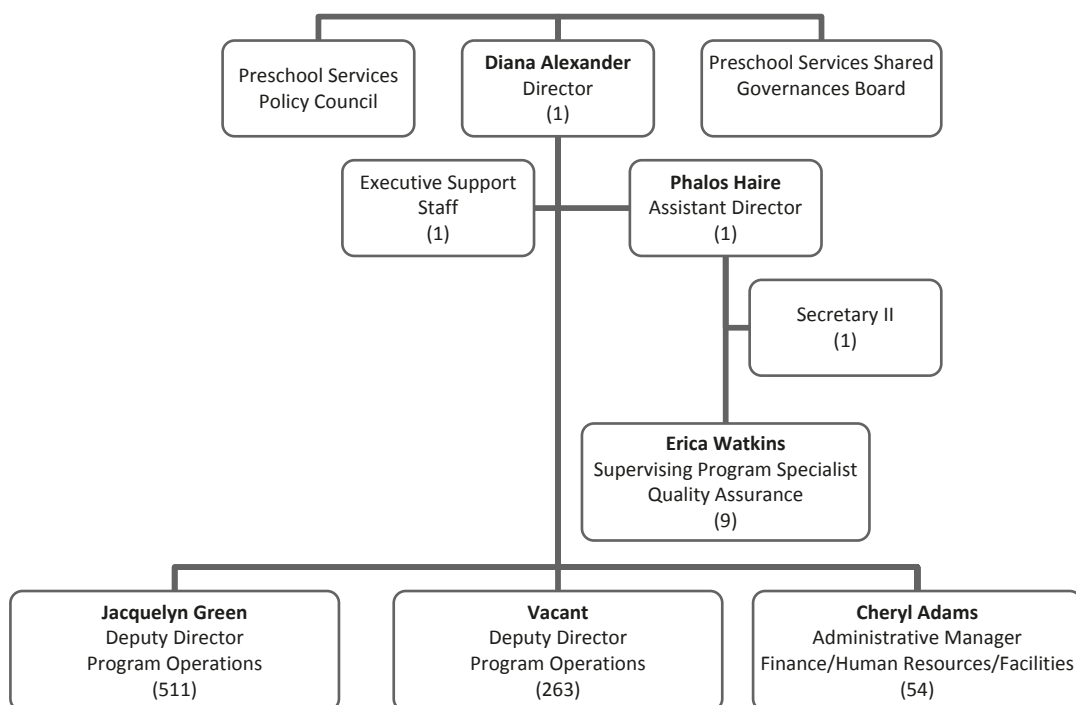 Preschool Services
Policy Council
Diana Alexander
Director
(1)
Preschool Services Shared
Governances Board
Executive Support
Staff
(1)
Phalos Haire
Assistant Director
(1)
Secretary II
(1)
Erica Watkins
Supervising Program Specialist
Quality Assurance
(9)
Jacquelyn Green
Deputy Director
Program Operations
(511)
Vacant
Deputy Director
Program Operations
(263)
Cheryl Adams
Administrative Manager
Finance/Human Resources/Facilities
(54)